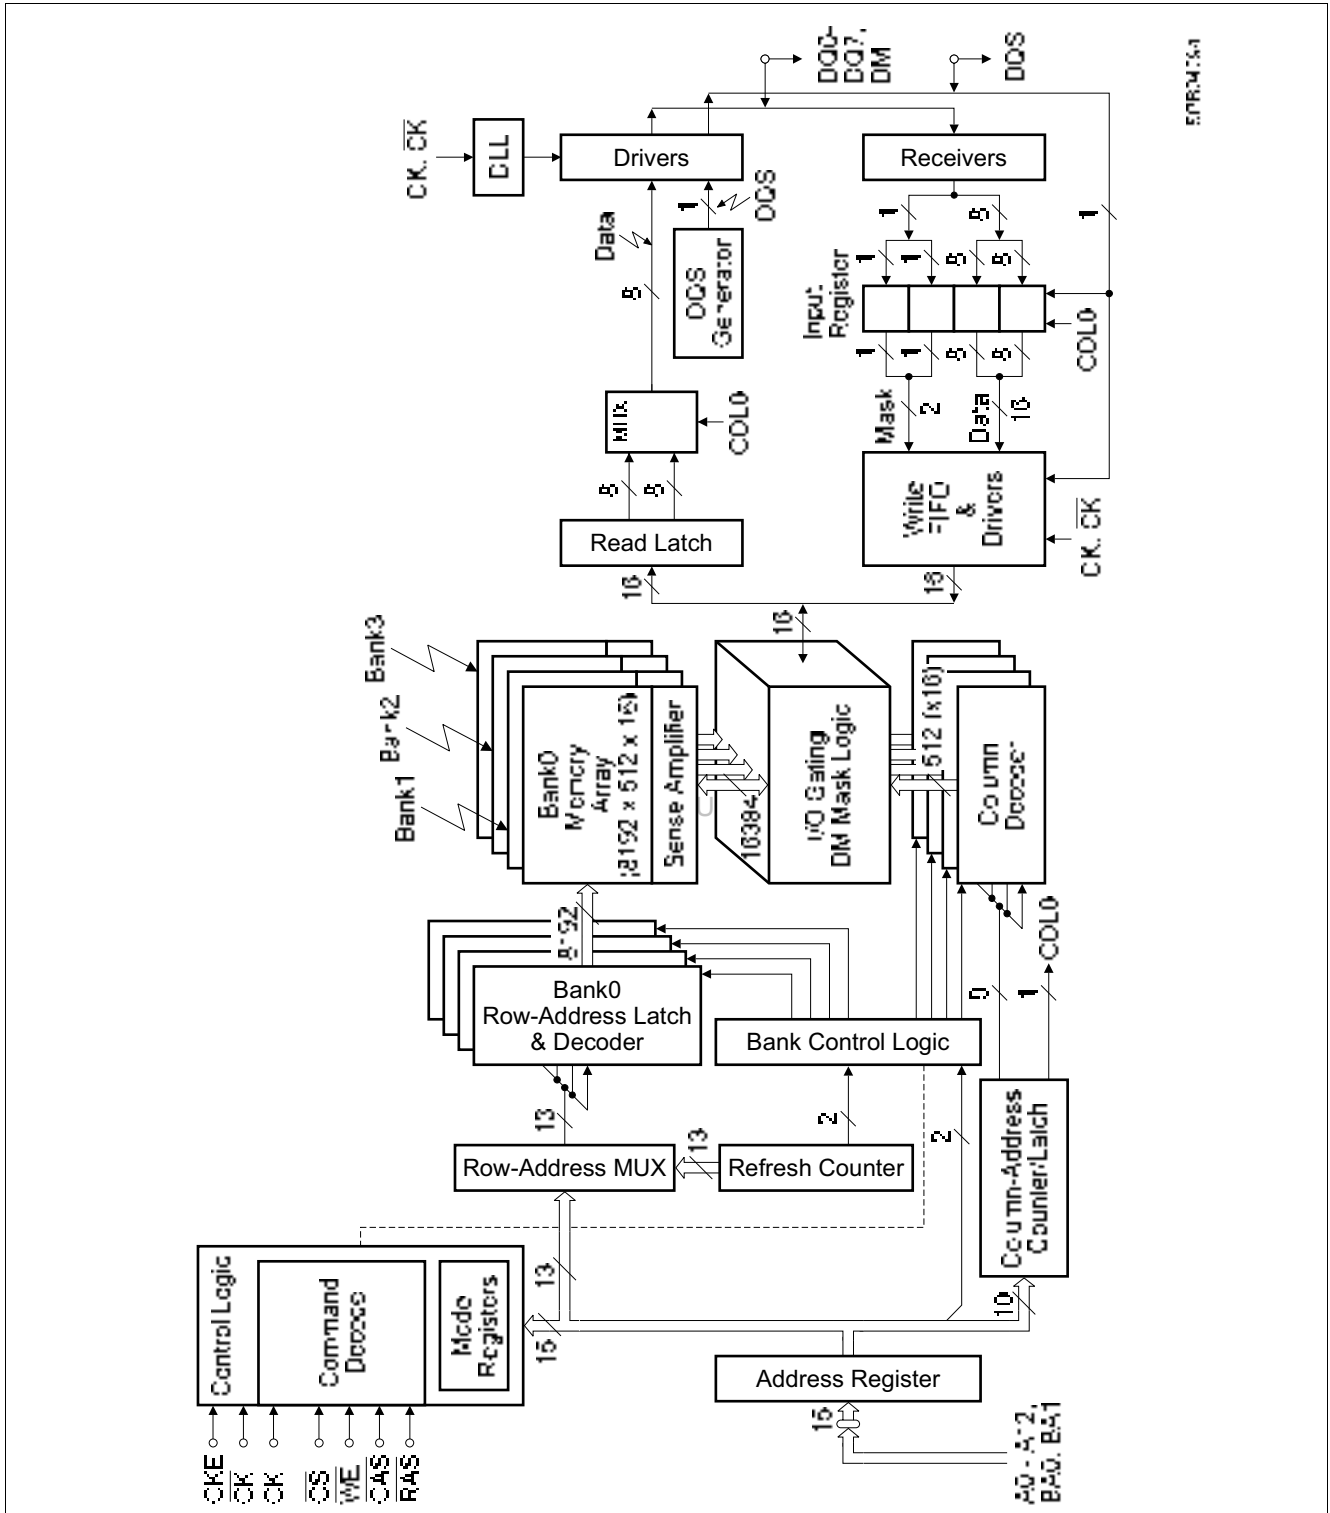 CK, CK
DLL
Drivers
DQ0-
DQ7,
DM
DQS
Receivers
Data
8
1
DQS
DQS
Generator
1
8
1
1
1
8
8
Input
Register
COL0
1
1
8
8
Mask
2
Data
16
MUX
COL0
8
8
Read Latch
Write
FIFO
&
Drivers
CK, CK
16
16
16
Bank3
Bank2
Bank1
Bank0
Memory
Array
(8192 x 512 x 16)
Sense Amplifier
16384
I/O Gating
DM Mask Logic
512 (x16)
Column
Decoder
8192
Bank0
Row-Address Latch
& Decoder
Bank Control Logic
9
1
COL0
13
2
2
Row-Address MUX
13
Refresh Counter
Column-Address
Counter/Latch
Control Logic
Command
Decode
Mode
Registers
13
15
10
Address Register
15
CKE
CK
CK
CS
WE
CAS
RAS
A0 - A12,
BA0, BA1